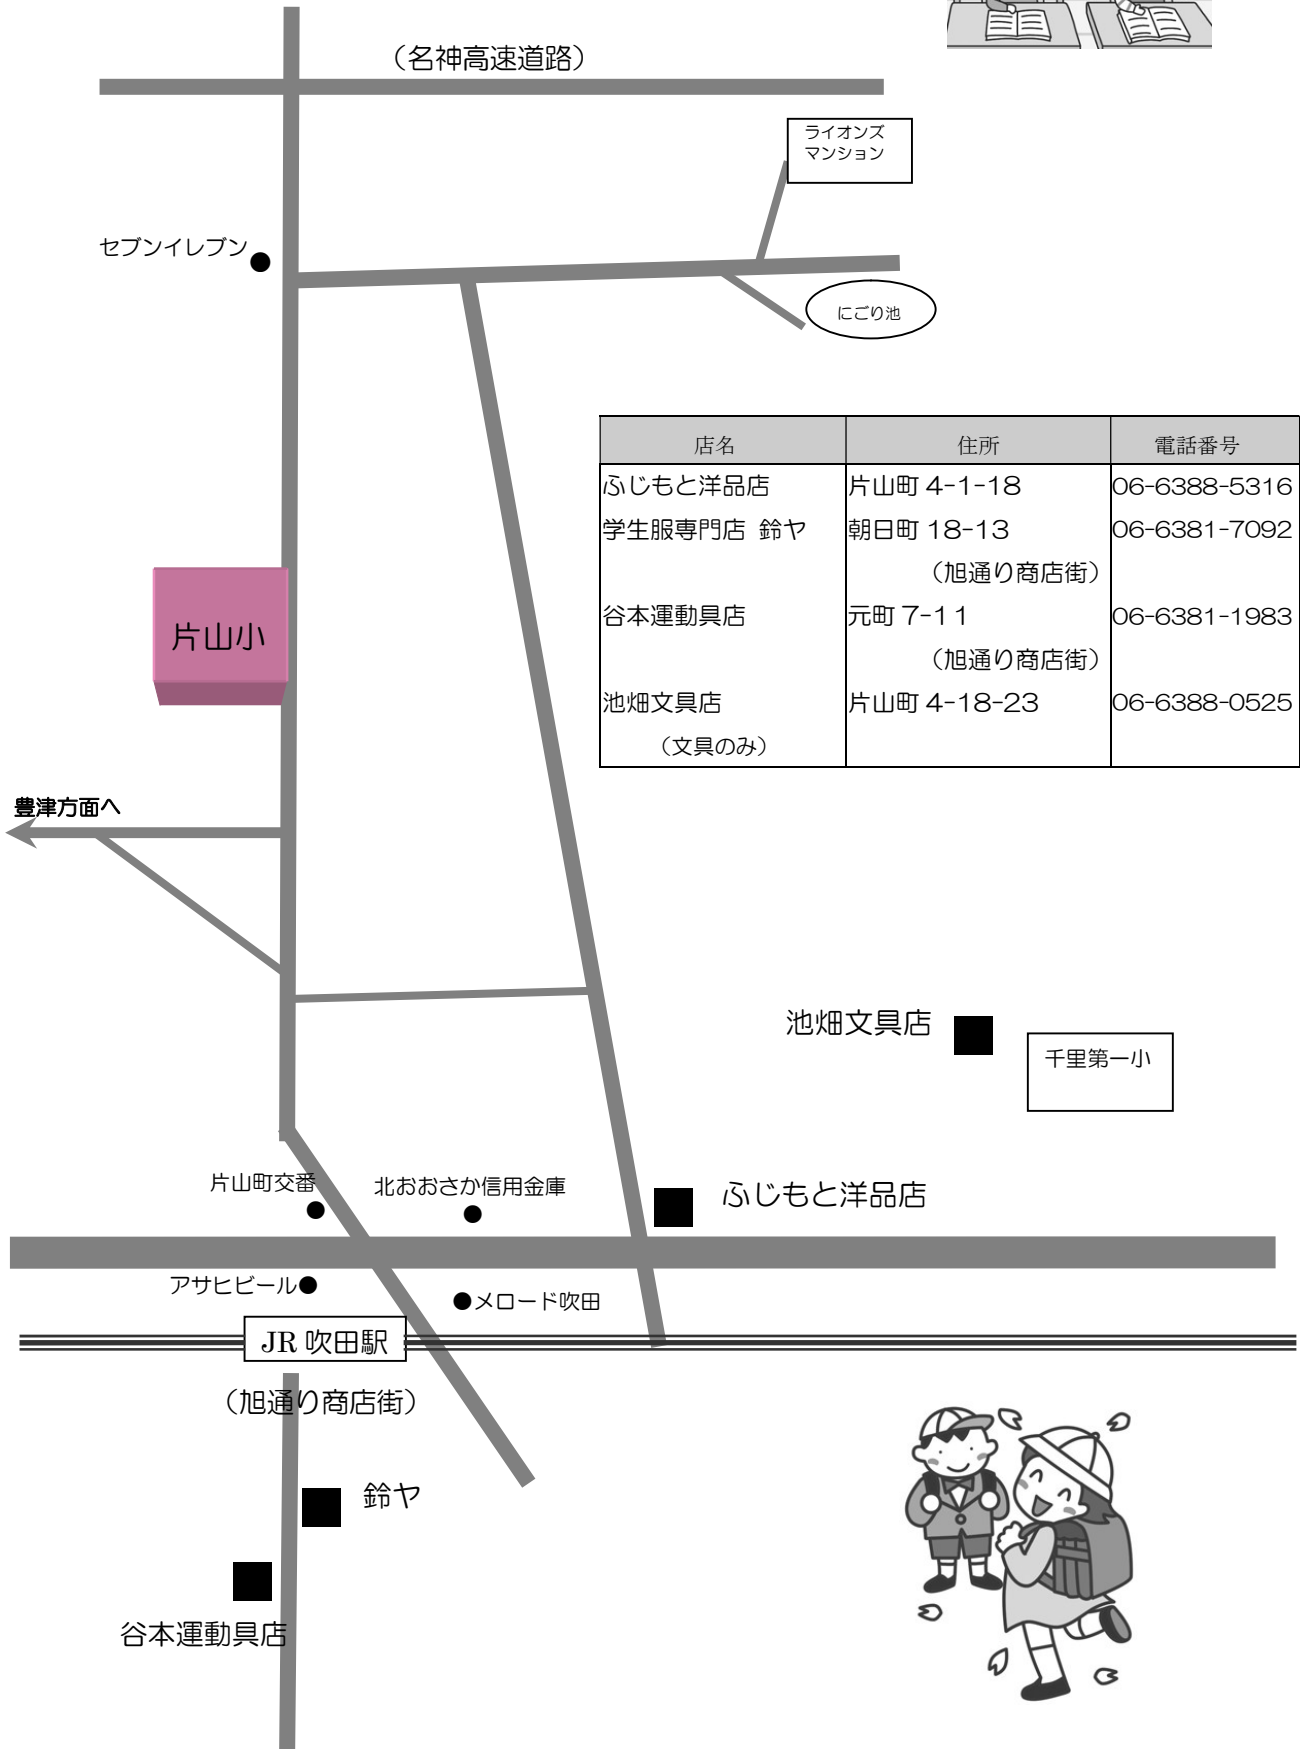 （名神高速道路）
ライオンズ
マンション
セブンイレブン
にごり池
店名 住所 電話番号
ふじもと洋品店 片山町 4-1-18 06-6388-5316
学生服専門店 鈴ヤ 朝日町 18-13 06-6381-7092
（旭通り商店街）
谷本運動具店 元町 7-11 06-6381-1983
（旭通り商店街）
池畑文具店 片山町 4-18-23 06-6388-0525
（文具のみ）
片山小
豊津方面へ
池畑文具店
千里第一小
片山町交番
北おおさか信用金庫
ふじもと洋品店
アサヒビール
メロード吹田
JR 吹田駅
（旭通り商店街）
鈴ヤ
谷本運動具店